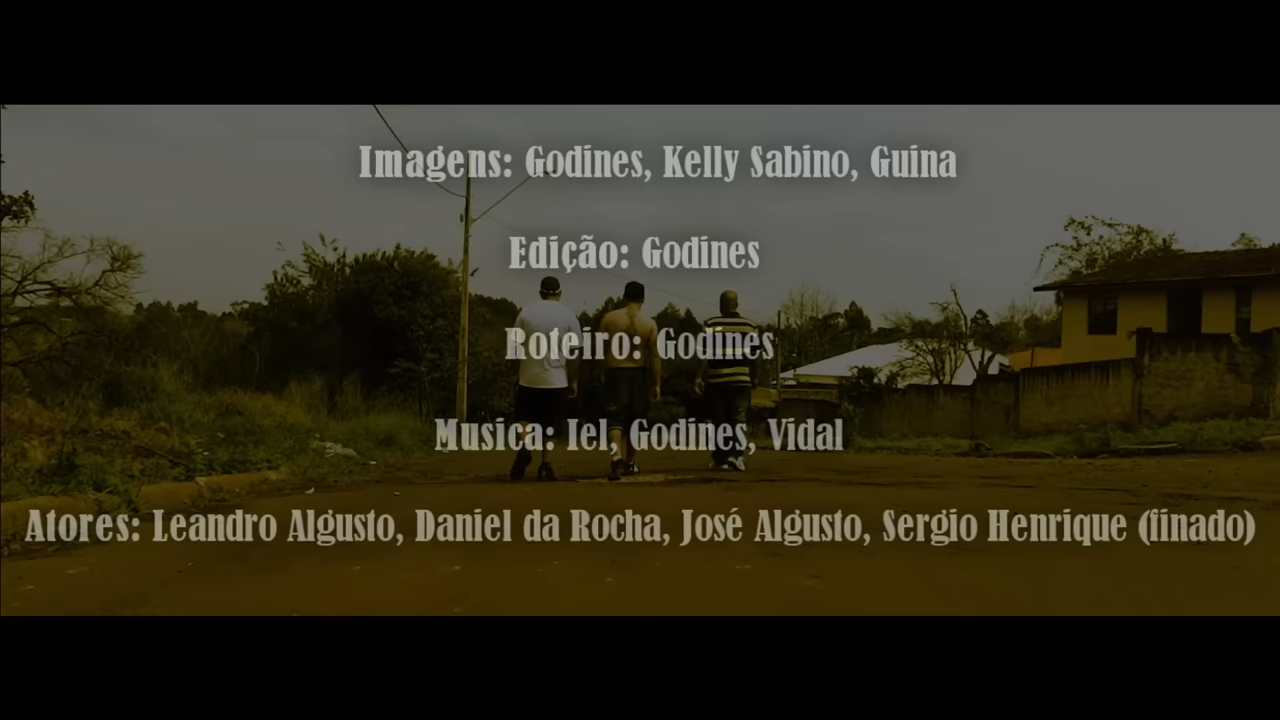 Imagens: Godines, Kelly Sabino, Guina
Edição: Godines
Roteiro: Godines
Musica: Iel, Godines, Vidal
Atores: Leandro Algusto, Daniel da Rocha, José Algusto, Sergio Henrique (finado)